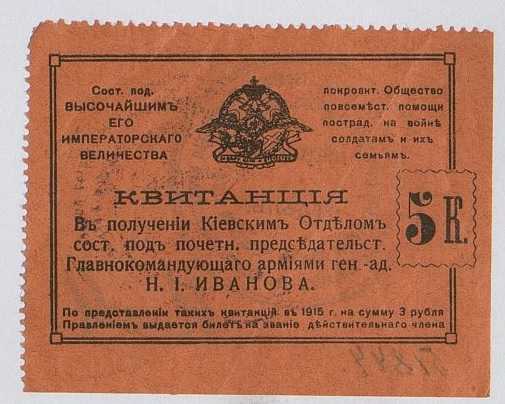 Сост. под.
ВЫСОЧАЙШИМЪ
ЕГО
ИМПЕРАТОРСКАГО
ВЕЛИЧЕСТВА
покровит. Общество
повсемѣст. помощи
пострад. на войнѣ
солдатамъ и ихъ
семьямъ.
КВИТАНЦІЯ
5 К.
Въ полученіи Кіевскимъ Отдѣломъ
сост. подъ почетн. предсѣдательст.
Главнокомандующаго арміями ген.-ад.
Н. І. ИВАНОВА.
По представленіи такихъ квитанцій въ 1915 г. на сумму 3 рубля
Правленіемъ выдается билетъ на званіе дѣйствительнаго члена